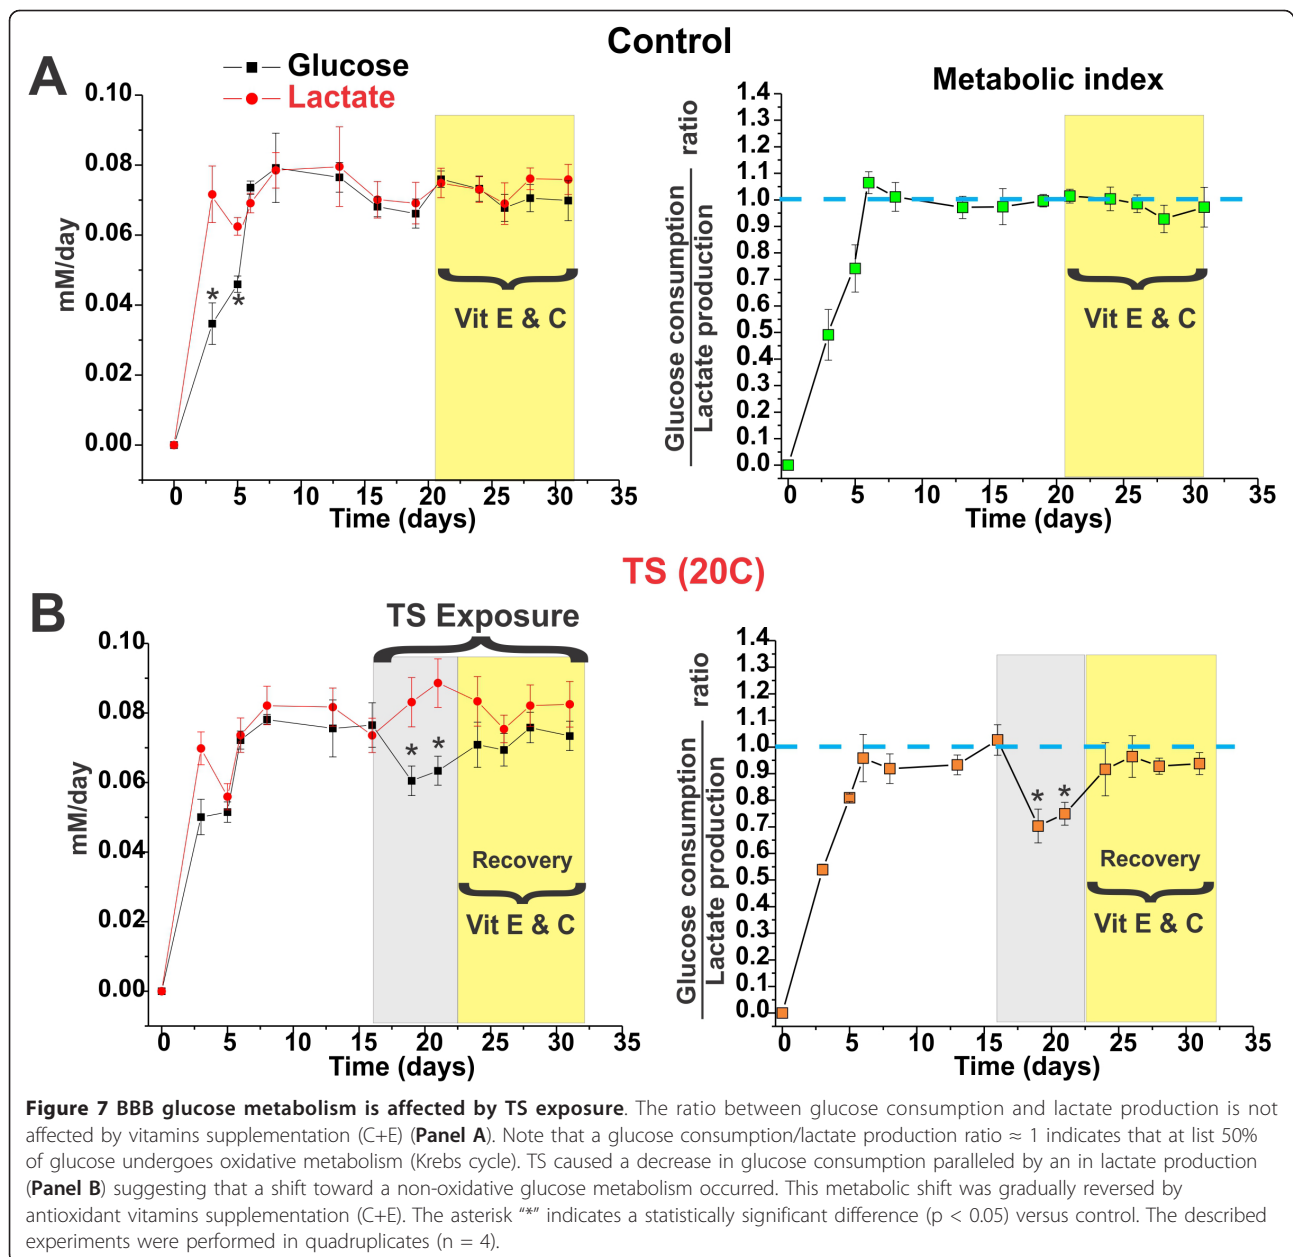 Control
A
Glucose
Lactate
Metabolic index
0.10
0.08
0.06
0.04
0.02
0.00
mM/day
*
*
Vit E & C
0
5
10
15
20
25
30
35
Time (days)
1.4
1.3
1.2
1.1
1.0
0.9
0.8
0.7
0.6
0.5
0.4
0.3
0.2
0.1
0.0
Glucose consumption
Lactate production
ratio
Vit E & C
0
5
10
15
20
25
30
35
Time (days)
TS (20C)
B
TS Exposure
0.10
0.08
0.06
0.04
0.02
0.00
mM/day
*
*
Recovery
Vit E & C
0
5
10
15
20
25
30
35
Time (days)
1.4
1.3
1.2
1.1
1.0
0.9
0.8
0.7
0.6
0.5
0.4
0.3
0.2
0.1
0.0
Glucose consumption
Lactate production
ratio
*
*
Recovery
Vit E & C
0
5
10
15
20
25
30
35
Time (days)
Figure 7 BBB glucose metabolism is affected by TS exposure. The ratio between glucose consumption and lactate production is not
affected by vitamins supplementation (C+E) (Panel A). Note that a glucose consumption/lactate production ratio ≈ 1 indicates that at list 50%
of glucose undergoes oxidative metabolism (Krebs cycle). TS caused a decrease in glucose consumption paralleled by an in lactate production
(Panel B) suggesting that a shift toward a non-oxidative glucose metabolism occurred. This metabolic shift was gradually reversed by
antioxidant vitamins supplementation (C+E). The asterisk “*” indicates a statistically significant difference (p < 0.05) versus control. The described
experiments were performed in quadruplicates (n = 4).